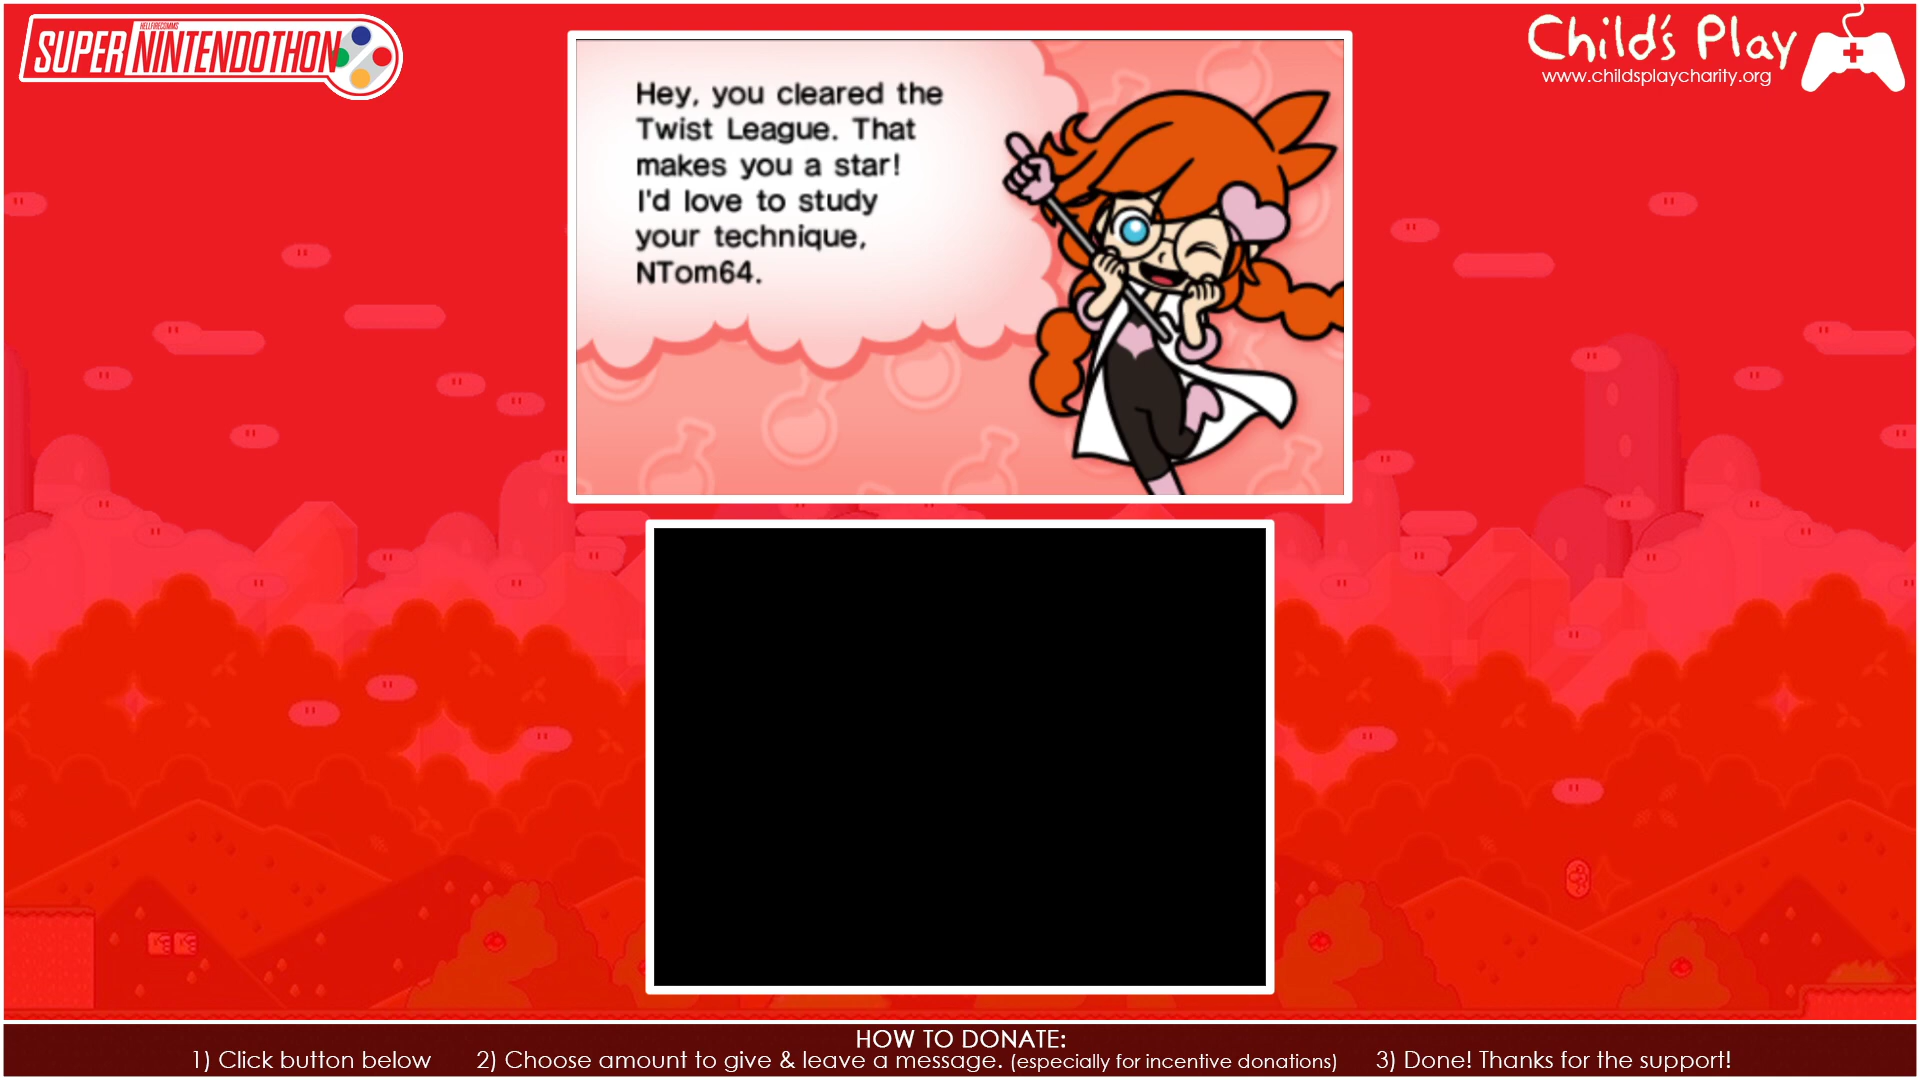 HELLFIRECOMMS
SUPER NINTENDOTHON
Child's Play
www.childsplaycharity.org
Hey, you cleared the
Twist League. That
makes you a star!
I'd love to study
your technique,
NTom64.
HOW TO DONATE:
1) Click button below 2) Choose amount to give & leave a message. (especially for incentive donations) 3) Done! Thanks for the support!